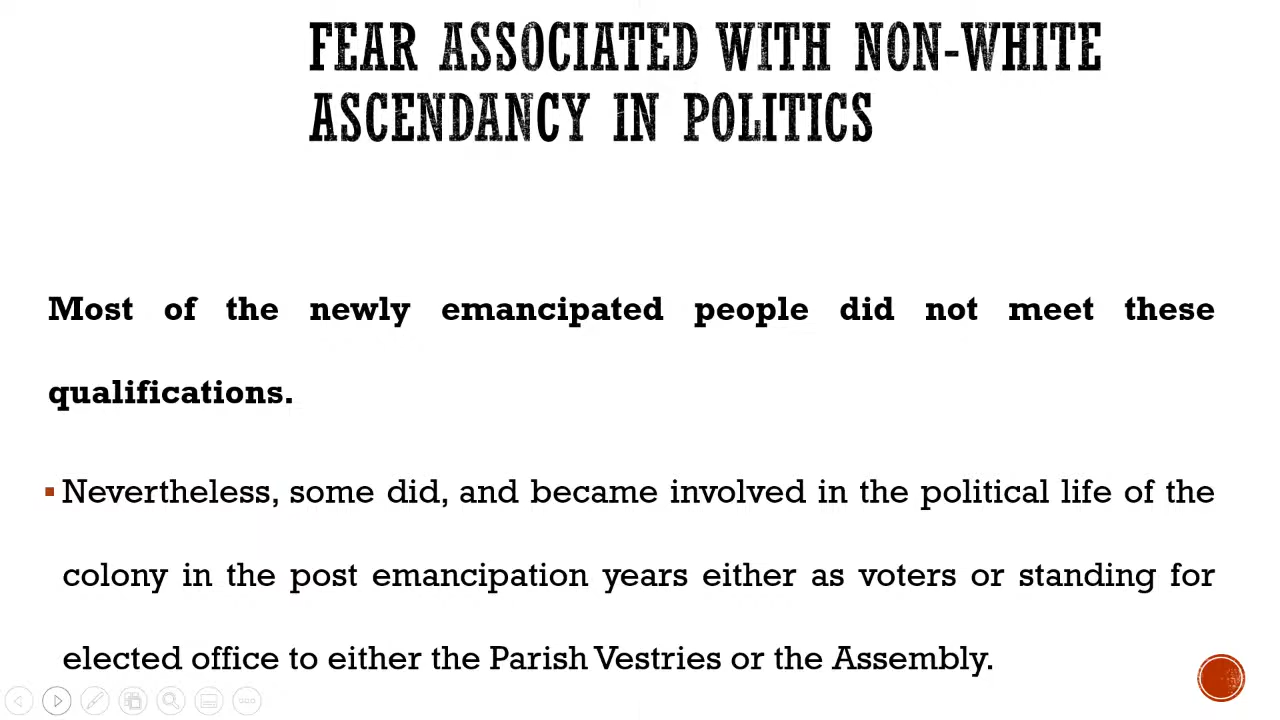 FEAR ASSOCIATED WITH NON-WHITE
ASCENDANCY IN POLITICS
Most of the newly emancipated people did not meet these
qualifications.
▪ Nevertheless, some did, and became involved in the political life of the
colony in the post emancipation years either as voters or standing for
elected office to either the Parish Vestries or the Assembly.